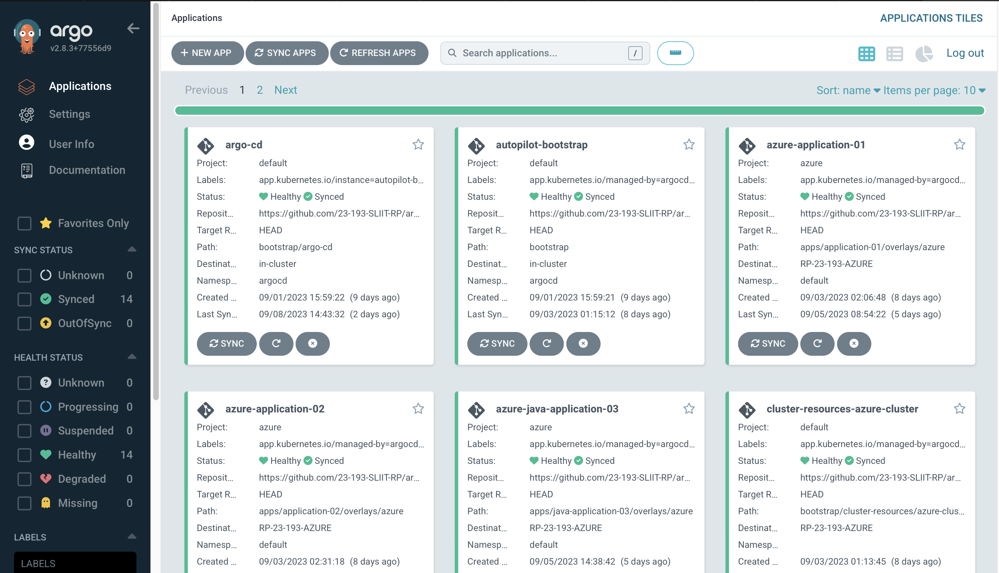 argo
v2.8.3+77556d9
Applications
Settings
User Info
Documentation
Favorites Only
SYNC STATUS
Unknown 0
Synced 14
OutOfSync 0
HEALTH STATUS
Unknown 0
Progressing 0
Suspended 0
Healthy 14
Degraded 0
Missing 0
LABELS
LABELS
Applications
APPLICATIONS TILES
+ NEW APP
SYNC APPS
REFRESH APPS
Search applications...
/
Log out
Previous 1 2 Next
Sort: name Items per page: 10
argo-cd
Project: default
Labels: app.kubernetes.io/instance=autopilot-b...
Status: Healthy Synced
Reposit... https://github.com/23-193-SLIIT-RP/ar...
Target R... HEAD
Path: bootstrap/argo-cd
Destinat... in-cluster
Namesp... argocd
Created ... 09/01/2023 15:59:22 (9 days ago)
Last Syn... 09/08/2023 14:43:32 (2 days ago)
SYNC
autopilot-bootstrap
Project: default
Labels: app.kubernetes.io/managed-by=argocd...
Status: Healthy Synced
Reposit... https://github.com/23-193-SLIIT-RP/ar...
Target R... HEAD
Path: bootstrap
Destinat... in-cluster
Namesp... argocd
Created ... 09/01/2023 15:59:21 (9 days ago)
Last Syn... 09/03/2023 01:15:12 (8 days ago)
SYNC
azure-application-01
Project: azure
Labels: app.kubernetes.io/managed-by=argocd...
Status: Healthy Synced
Reposit... https://github.com/23-193-SLIIT-RP/ar...
Target R... HEAD
Path: apps/application-01/overlays/azure
Destinat... RP-23-193-AZURE
Namesp... default
Created ... 09/03/2023 02:06:48 (8 days ago)
Last Syn... 09/05/2023 08:54:22 (5 days ago)
SYNC
azure-application-02
Project: azure
Labels: app.kubernetes.io/managed-by=argocd...
Status: Healthy Synced
Reposit... https://github.com/23-193-SLIIT-RP/ar...
Target R... HEAD
Path: apps/application-02/overlays/azure
Destinat... RP-23-193-AZURE
Namesp... default
Created ... 09/03/2023 02:31:18 (8 days ago)
azure-java-application-03
Project: azure
Labels: app.kubernetes.io/managed-by=argocd...
Status: Healthy Synced
Reposit... https://github.com/23-193-SLIIT-RP/ar...
Target R... HEAD
Path: apps/java-application-03/overlays/azure
Destinat... RP-23-193-AZURE
Namesp... default
Created ... 09/05/2023 14:38:42 (5 days ago)
cluster-resources-azure-cluster
Project: default
Labels: app.kubernetes.io/managed-by=argocd...
Status: Healthy Synced
Reposit... https://github.com/23-193-SLIIT-RP/ar...
Target R... HEAD
Path: bootstrap/cluster-resources/azure-clus...
Destinat... RP-23-193-AZURE
Namesp...
Created ... 09/03/2023 01:13:45 (8 days ago)